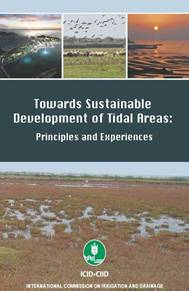 Towards Sustainable
Development of Tidal Areas:
Principles and Experiences
ICID•CIID
INTERNATIONAL COMMISSION ON IRRIGATION AND DRAINAGE